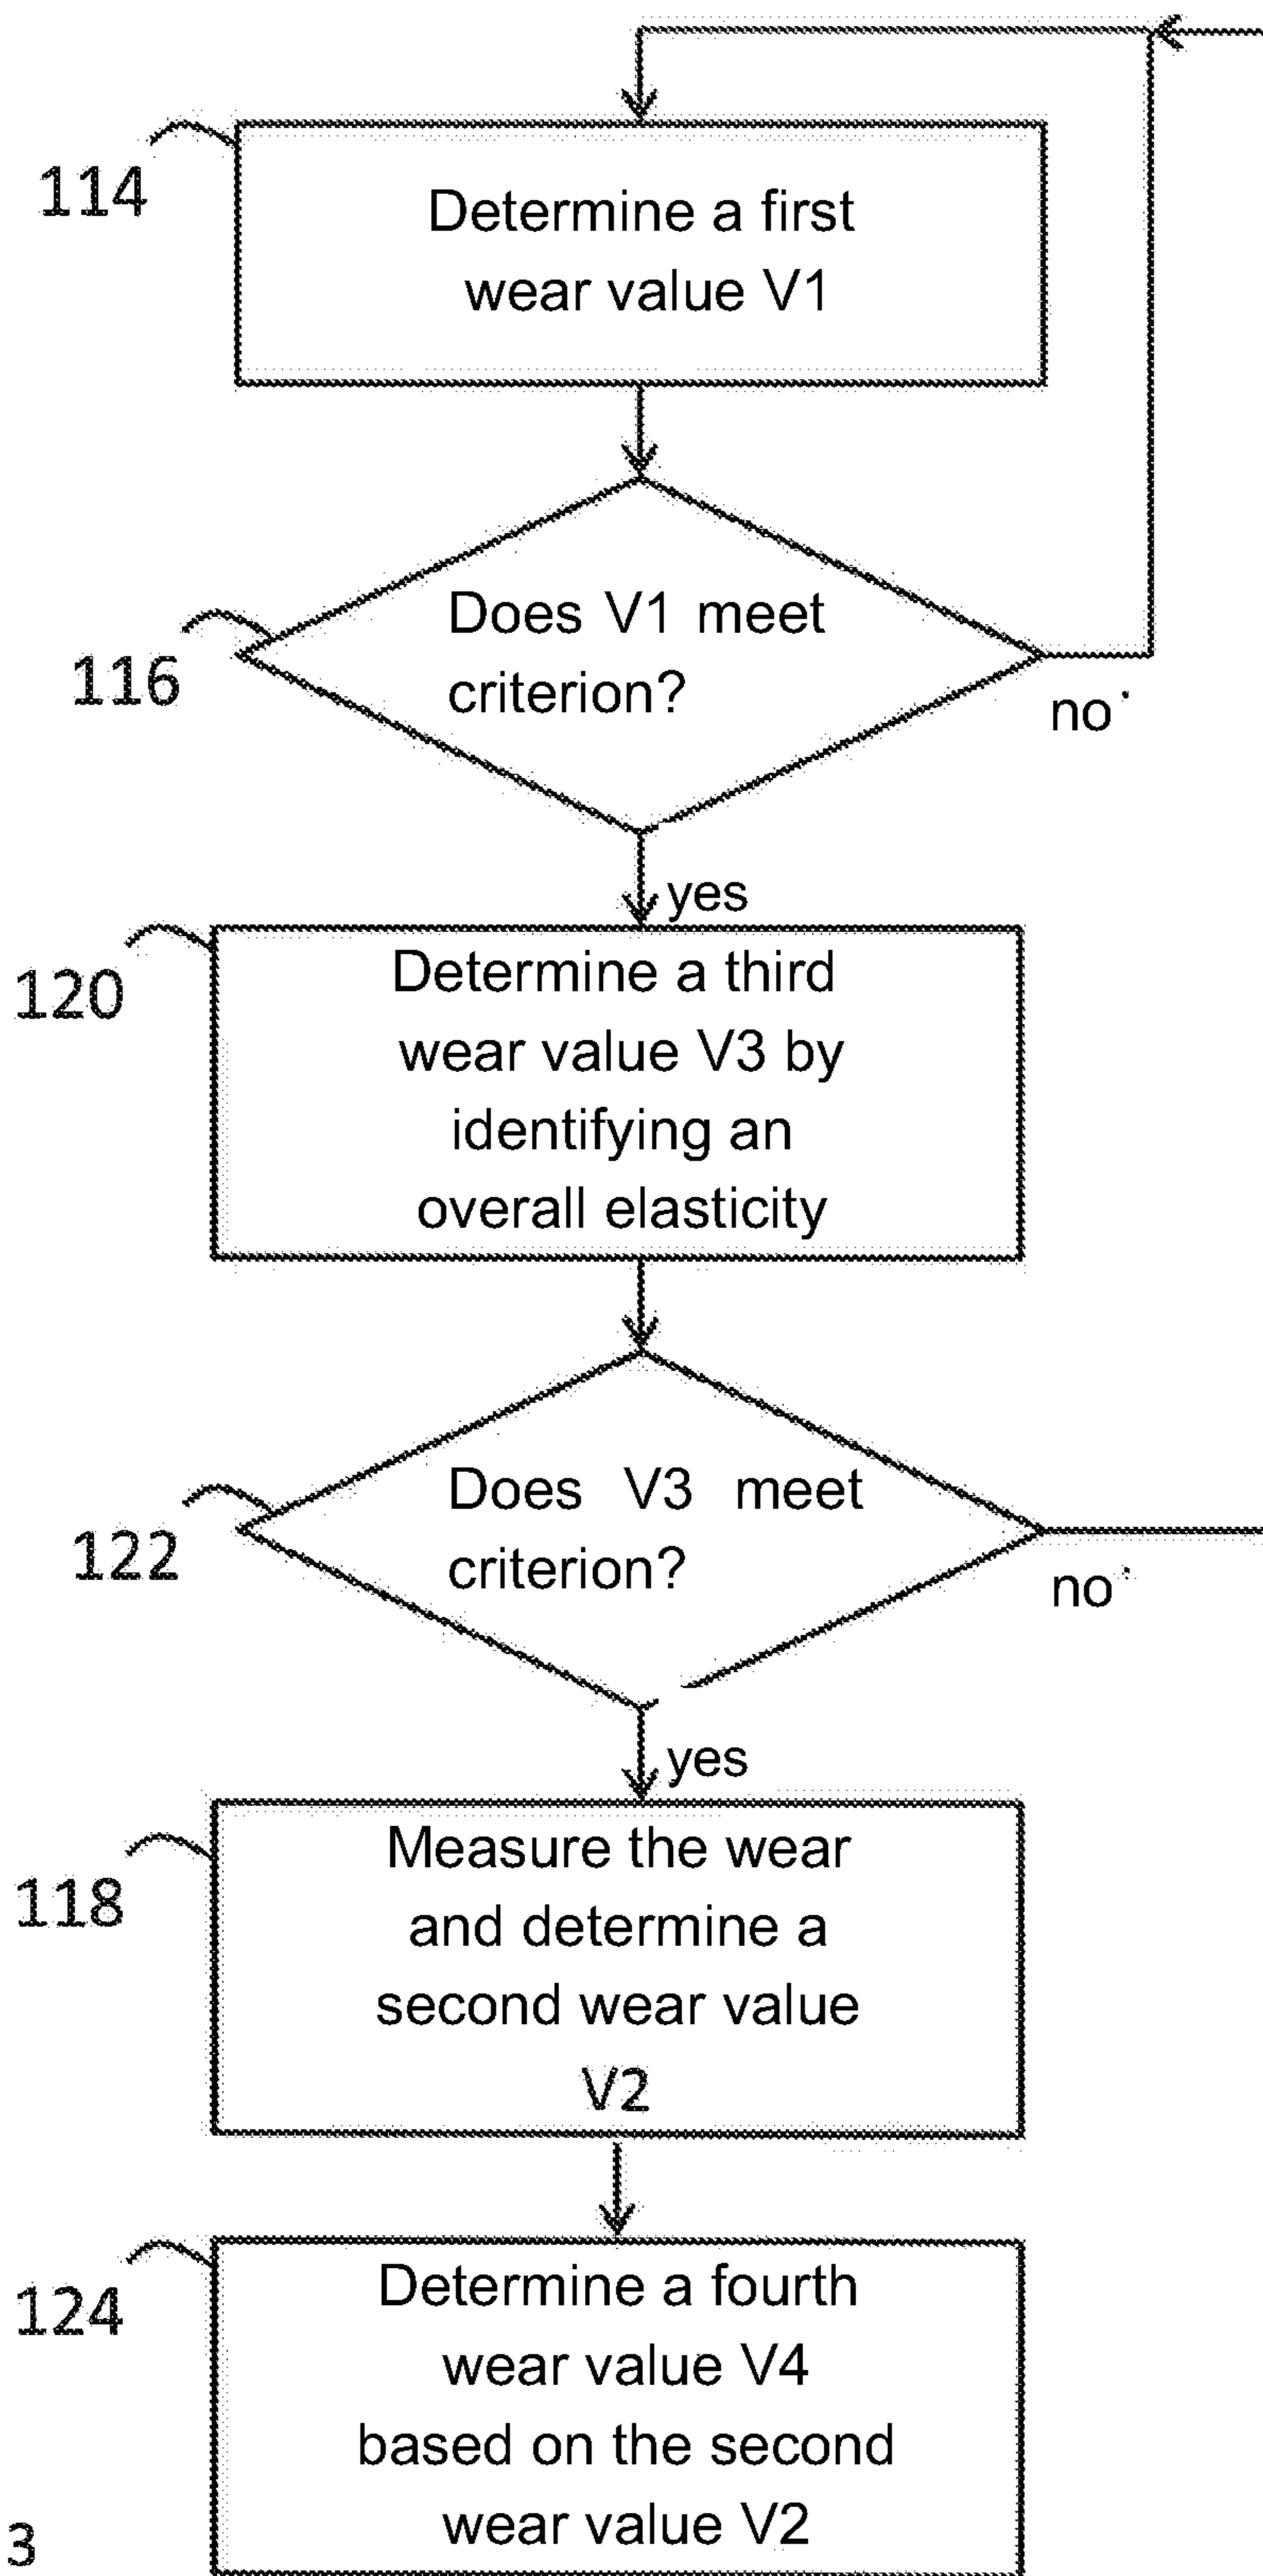 114
Determine a first
wear value V1
Does V1 meet
criterion?
116
no
yes
120
Determine a third
wear value V3 by
identifying an
overall elasticity
Does V3 meet
criterion?
122
no
yes
118
Measure the wear
and determine a
second wear value
V2
124
Determine a fourth
wear value V4
based on the second
wear value V2
3